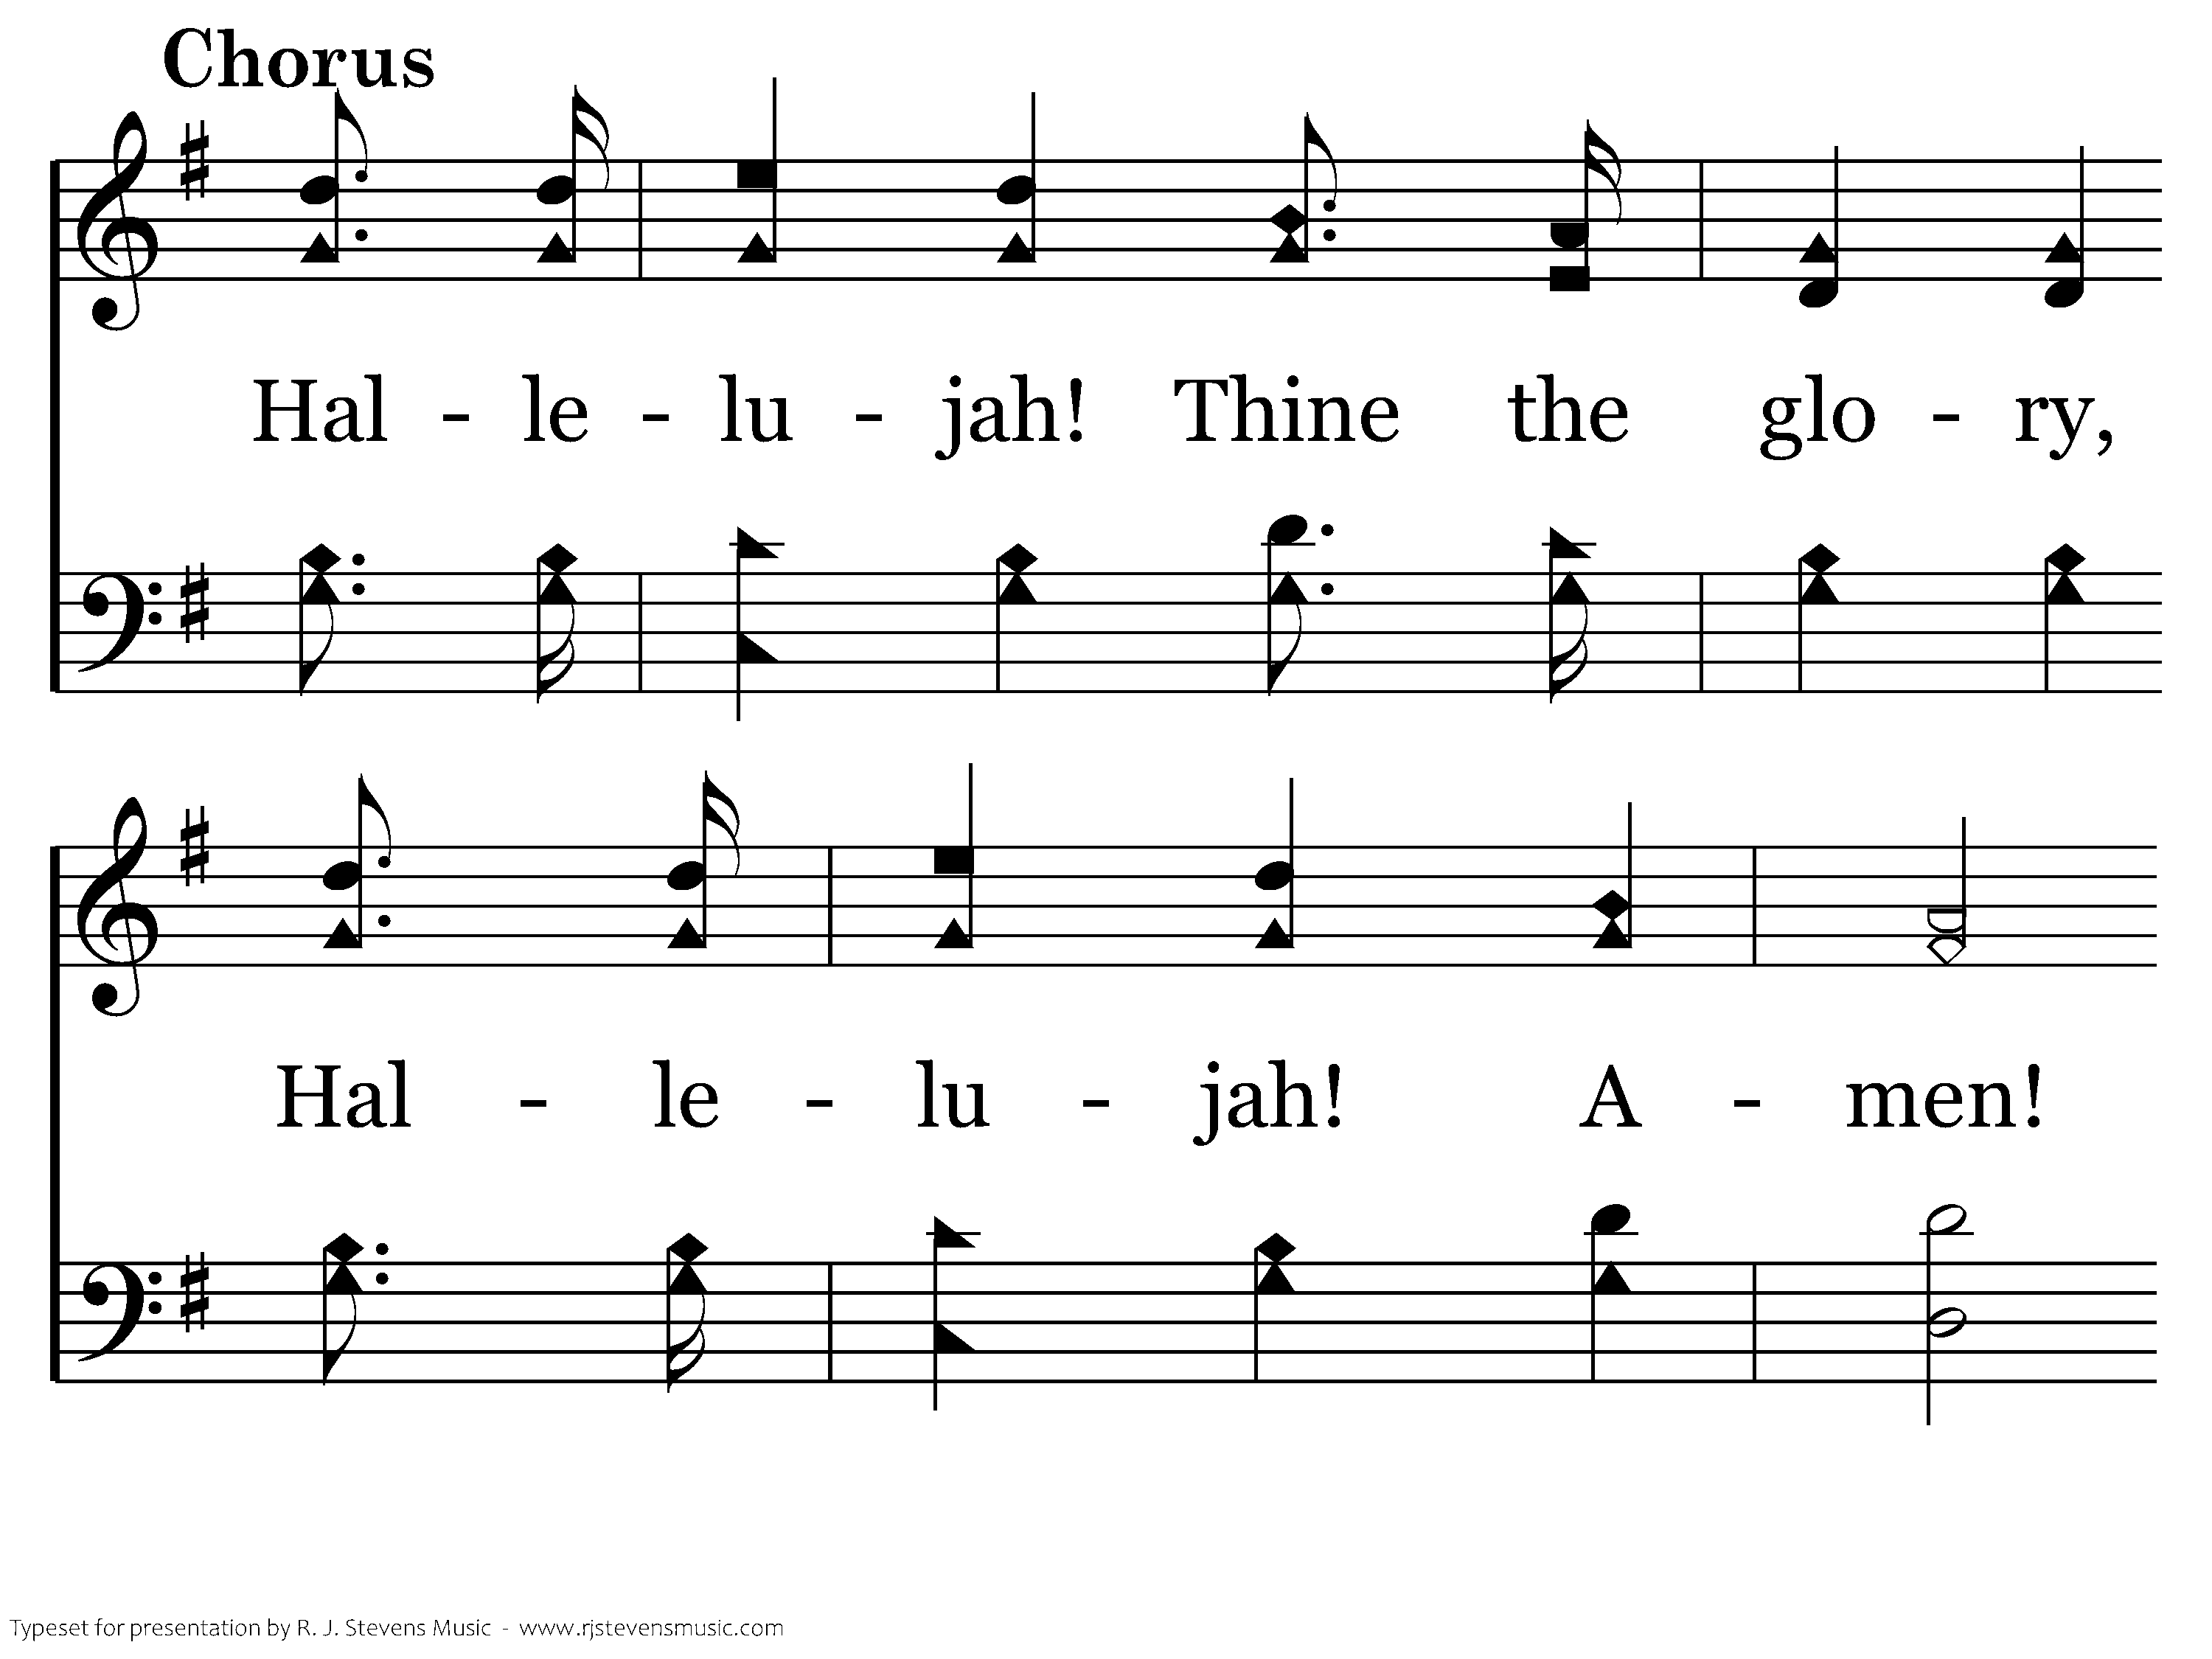 Chorus
Hal - le - lu - jah! Thine the glo - ry,
Hal - le - lu - jah! A - men!
Typeset for presentation by R. J. Stevens Music - www.rjstevensmusic.com